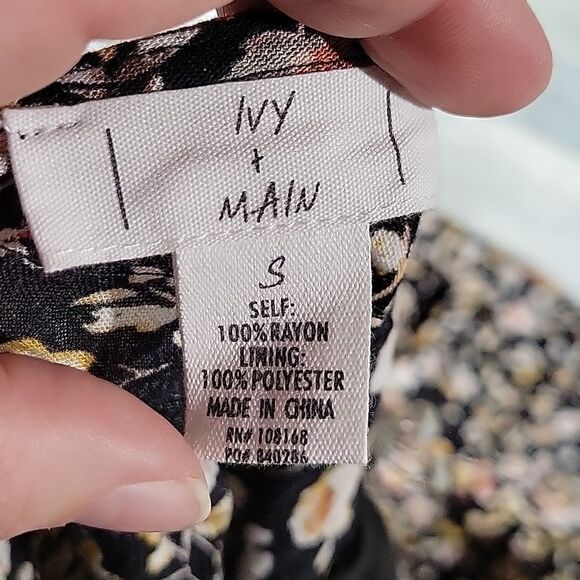 IVY
+
MAIN
S
SELF:
100% RAYON
LINING:
100% POLYESTER
MADE IN CHINA
RN# 108168
PO# 840286